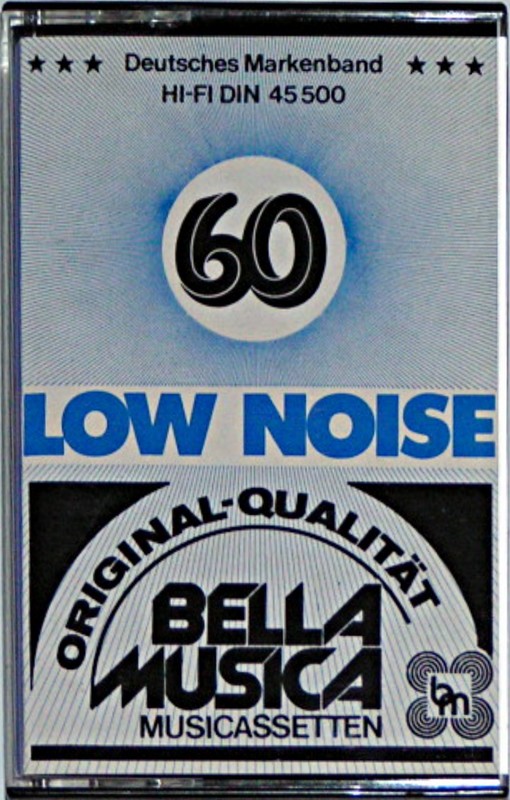 ★★★ Deutsches Markenband ★★★
HI-FI DIN 45 500
60
LOW NOISE
ORIGINAL-QUALITÄT
BELLA
MUSICA
MUSICASSETTEN
bm